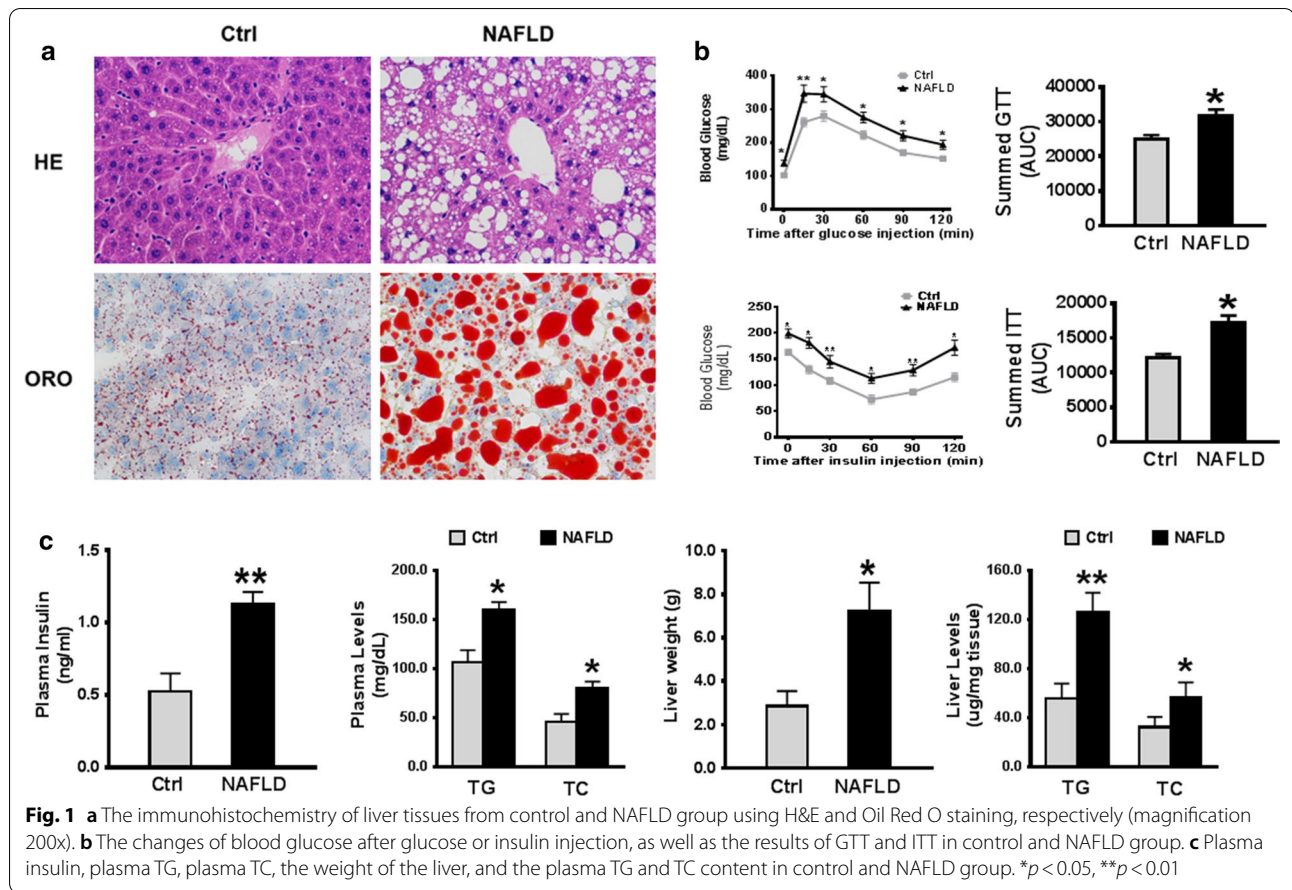 a
Ctrl
NAFLD
HE
ORO
b
Blood Glucose
(mg/dL)
400
300
200
100
0
Ctrl
NAFLD
*
**
*
*
*
*
0
30
60
90
120
Time after glucose injection (min)
Summed GTT
(AUC)
40000
30000
20000
10000
0
*
Ctrl
NAFLD
Blood Glucose
(mg/dL)
250
200
150
100
50
0
Ctrl
NAFLD
*
*
**
*
**
*
0
30
60
90
120
Time after insulin injection (min)
Summed ITT
(AUC)
20000
15000
10000
5000
0
*
Ctrl
NAFLD
c
Plasma Insulin
(ng/ml)
1.5
1.0
0.5
0.0
**
Ctrl
NAFLD
Ctrl
NAFLD
Plasma Levels
(mg/dL)
200.0
150.0
100.0
50.0
0.0
*
*
TG
TC
Liver weight (g)
10.0
8.0
6.0
4.0
2.0
0.0
*
Ctrl
NAFLD
Ctrl
NAFLD
Liver Levels
(ug/mg tissue)
160.0
120.0
80.0
40.0
0.0
**
*
TG
TC
Fig. 1 a The immunohistochemistry of liver tissues from control and NAFLD group using H&E and Oil Red O staining, respectively (magnification
200x). b The changes of blood glucose after glucose or insulin injection, as well as the results of GTT and ITT in control and NAFLD group. c Plasma
insulin, plasma TG, plasma TC, the weight of the liver, and the plasma TG and TC content in control and NAFLD group. *p < 0.05, **p < 0.01